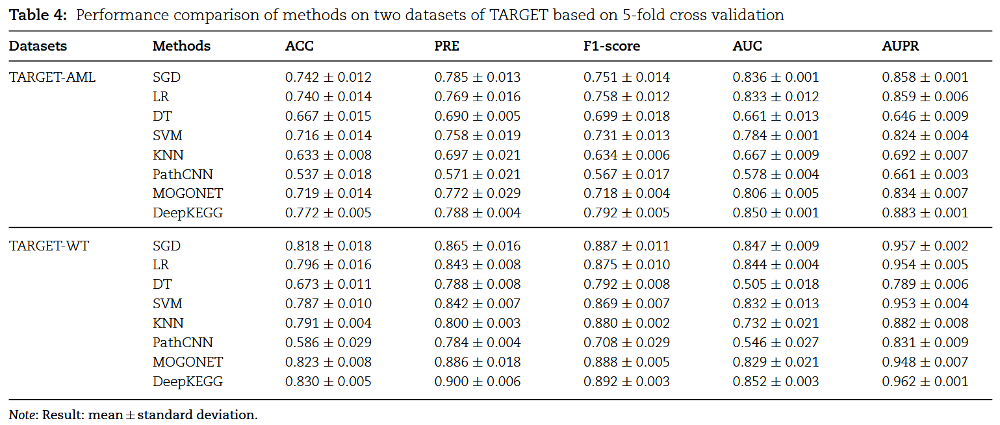 Table 4: Performance comparison of methods on two datasets of TARGET based on 5-fold cross validation
Datasets Methods ACC PRE F1-score AUC AUPR
TARGET-AML SGD 0.742 ± 0.012 0.785 ± 0.013 0.751 ± 0.014 0.836 ± 0.001 0.858 ± 0.001
LR 0.740 ± 0.014 0.769 ± 0.016 0.758 ± 0.012 0.833 ± 0.012 0.859 ± 0.006
DT 0.667 ± 0.015 0.690 ± 0.005 0.699 ± 0.018 0.661 ± 0.013 0.646 ± 0.009
SVM 0.716 ± 0.014 0.758 ± 0.019 0.731 ± 0.013 0.784 ± 0.001 0.824 ± 0.004
KNN 0.633 ± 0.008 0.697 ± 0.021 0.634 ± 0.006 0.667 ± 0.009 0.692 ± 0.007
PathCNN 0.537 ± 0.018 0.571 ± 0.021 0.567 ± 0.017 0.578 ± 0.004 0.661 ± 0.003
MOGONET 0.719 ± 0.014 0.772 ± 0.029 0.718 ± 0.004 0.806 ± 0.005 0.834 ± 0.007
DeepKEGG 0.772 ± 0.005 0.788 ± 0.004 0.792 ± 0.005 0.850 ± 0.001 0.883 ± 0.001
TARGET-WT SGD 0.818 ± 0.018 0.865 ± 0.016 0.887 ± 0.011 0.847 ± 0.009 0.957 ± 0.002
LR 0.796 ± 0.016 0.843 ± 0.008 0.875 ± 0.010 0.844 ± 0.004 0.954 ± 0.005
DT 0.673 ± 0.011 0.788 ± 0.008 0.792 ± 0.008 0.505 ± 0.018 0.789 ± 0.006
SVM 0.787 ± 0.010 0.842 ± 0.007 0.869 ± 0.007 0.832 ± 0.013 0.953 ± 0.004
KNN 0.791 ± 0.004 0.800 ± 0.003 0.880 ± 0.002 0.732 ± 0.021 0.882 ± 0.008
PathCNN 0.586 ± 0.029 0.784 ± 0.004 0.708 ± 0.029 0.546 ± 0.027 0.831 ± 0.009
MOGONET 0.823 ± 0.008 0.886 ± 0.018 0.888 ± 0.005 0.829 ± 0.021 0.948 ± 0.007
DeepKEGG 0.830 ± 0.005 0.900 ± 0.006 0.892 ± 0.003 0.852 ± 0.003 0.962 ± 0.001
Note: Result: mean ± standard deviation.